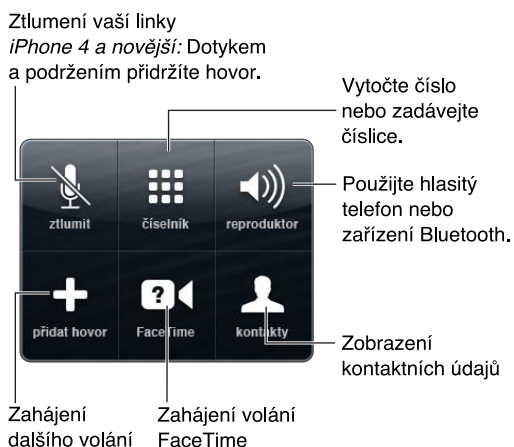 Ztlumení vaší linky
iPhone 4 a novější: Dotykem
a podržením přidržíte hovor.
Vytočte číslo
nebo zadávejte
číslice.
Použijte hlasitý
telefon nebo
zařízení Bluetooth.
ztlumit
číselník
reproduktor
přidat hovor
FaceTime
kontakty
Zobrazení
kontaktních údajů
Zahájení
dalšího volání
Zahájení volání
FaceTime